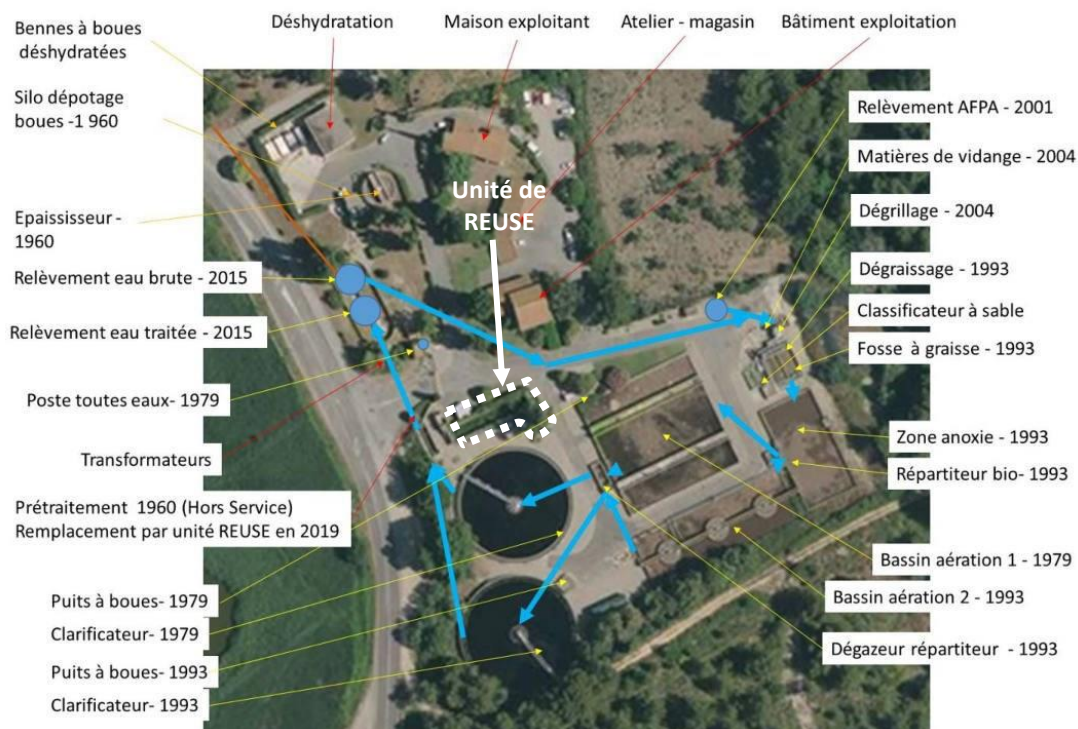 Bennes à boues
déshydratées
Déshydratation
Maison exploitant
Atelier - magasin
Bâtiment exploitation
Silo dépotage
boues -1 960
Epaississeur -
1960
Relèvement eau brute - 2015
Relèvement eau traitée - 2015
Poste toutes eaux- 1979
Transformateurs
Prétraitement 1960 (Hors Service)
Remplacement par unité REUSE en 2019
Puits à boues- 1979
Clarificateur- 1979
Puits à boues- 1993
Clarificateur- 1993
Unité de
REUSE
Relèvement AFPA - 2001
Matières de vidange - 2004
Dégrillage - 2004
Dégraissage - 1993
Classificateur à sable
Fosse à graisse - 1993
Zone anoxie - 1993
Répartiteur bio- 1993
Bassin aération 1 - 1979
Bassin aération 2 - 1993
Dégazeur répartiteur - 1993